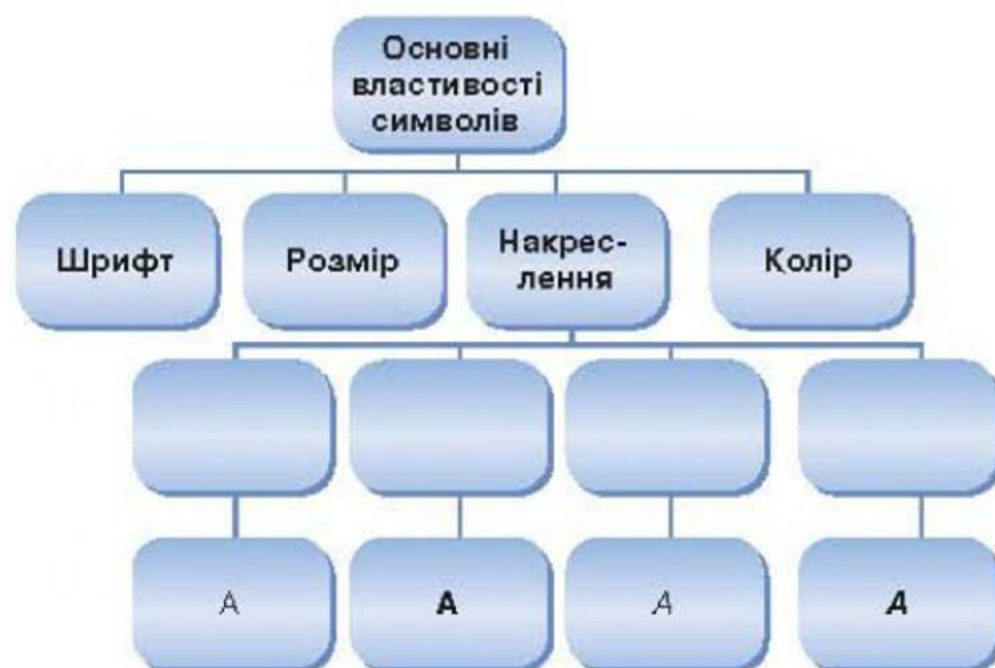 Основні
властивості
символів
Шрифт
Розмір
Накрес-
лення
Колір
А
А
А
А